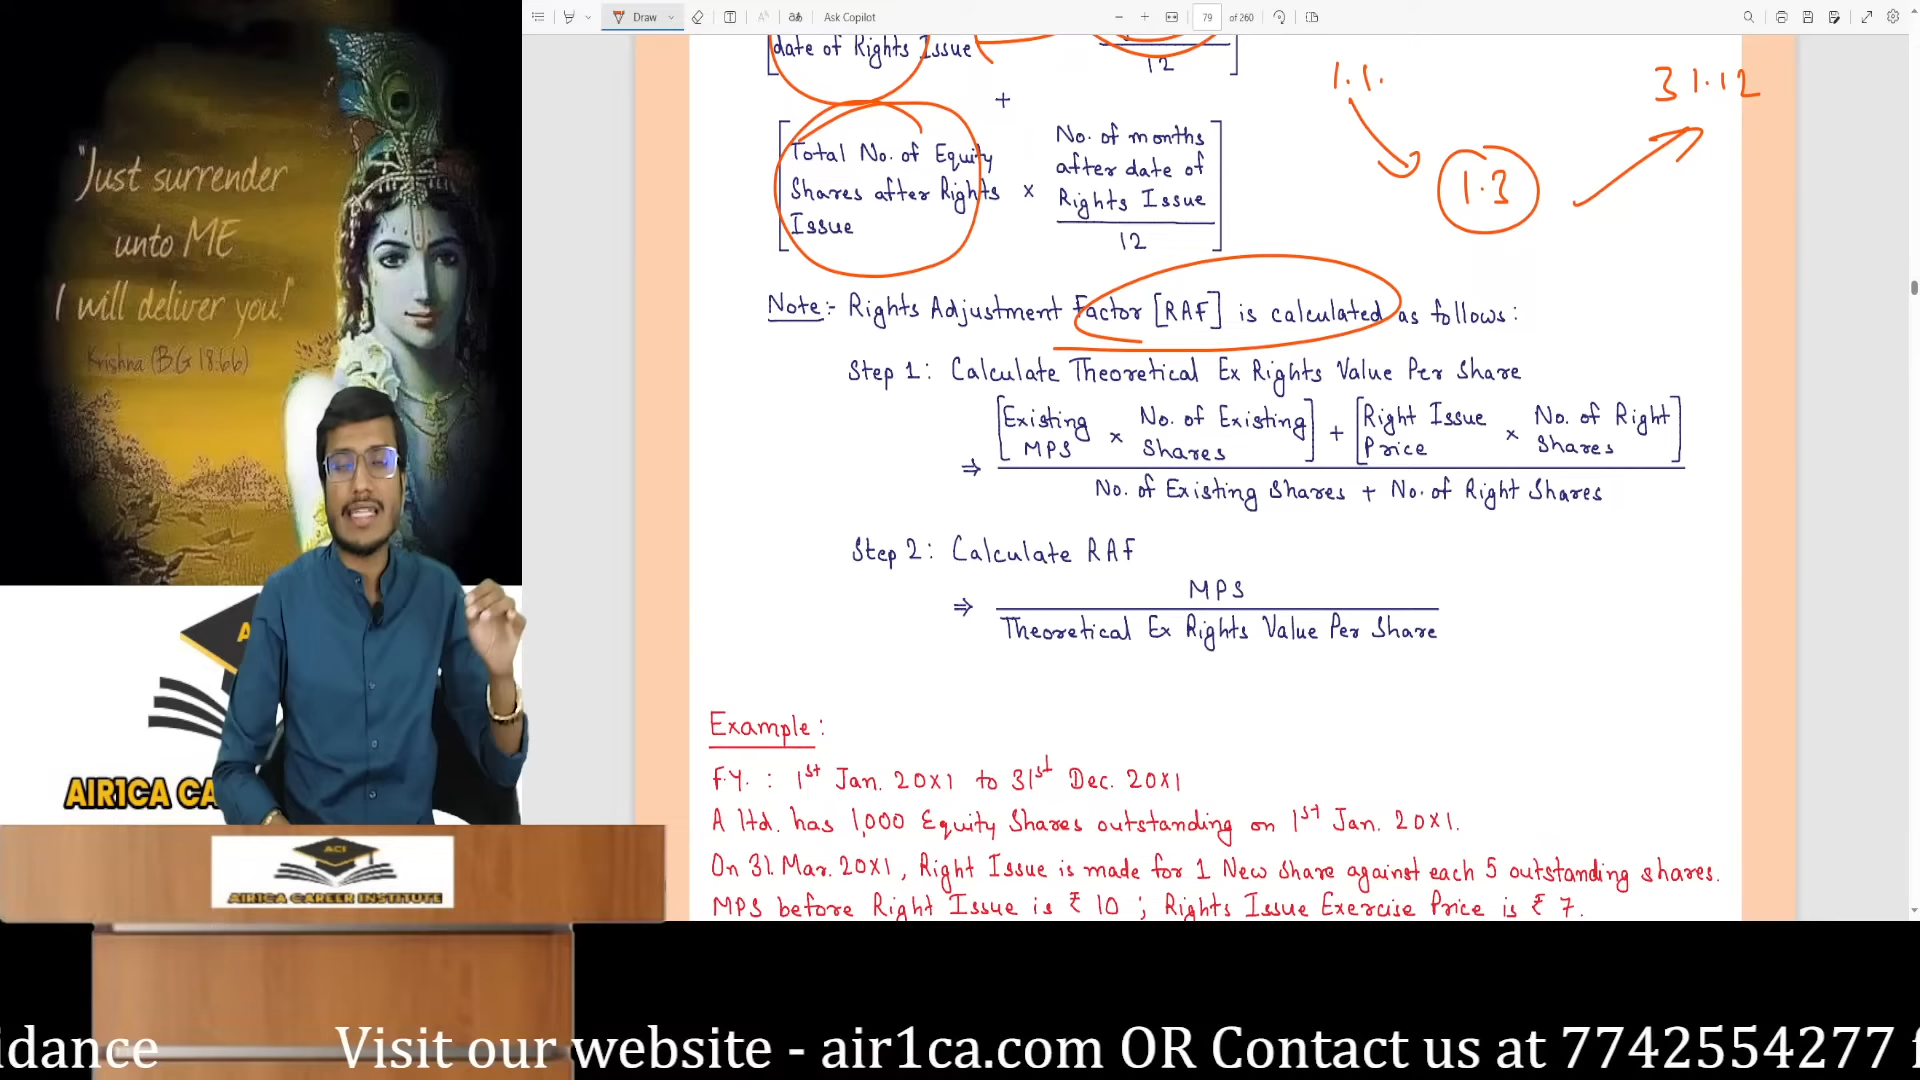 Draw
Ask Copilot
79 of 260
date of Rights Issue
12
+
1.1.
31.12
1.3
Total No. of Equity Shares after Rights Issue × No. of months after date of Rights Issue
12
Note:- Rights Adjustment Factor [RAF] is calculated as follows:
Step 1: Calculate Theoretical Ex Rights Value Per Share
⇒ [Existing MPS × No. of Existing Shares] + [Right Issue Price × No. of Right Shares]
No. of Existing Shares + No. of Right Shares
Step 2: Calculate RAF
⇒ MPS
Theoretical Ex Rights Value Per Share
Example:
F.Y. : 1st Jan. 20X1 to 31st Dec. 20X1
A ltd. has 1,000 Equity Shares outstanding on 1st Jan. 20X1.
On 31. Mar. 20X1, Right Issue is made for 1 New Share against each 5 outstanding shares.
MPS before Right Issue is ₹ 10 ; Rights Issue Exercise Price is ₹ 7.
"Just surrender
unto ME
I will deliver you!"
Krishna (B.G 18:66)
AIR1CA CA
ACI
AIR1CA CAREER INSTITUTE
idance Visit our website - air1ca.com OR Contact us at 7742554277 f